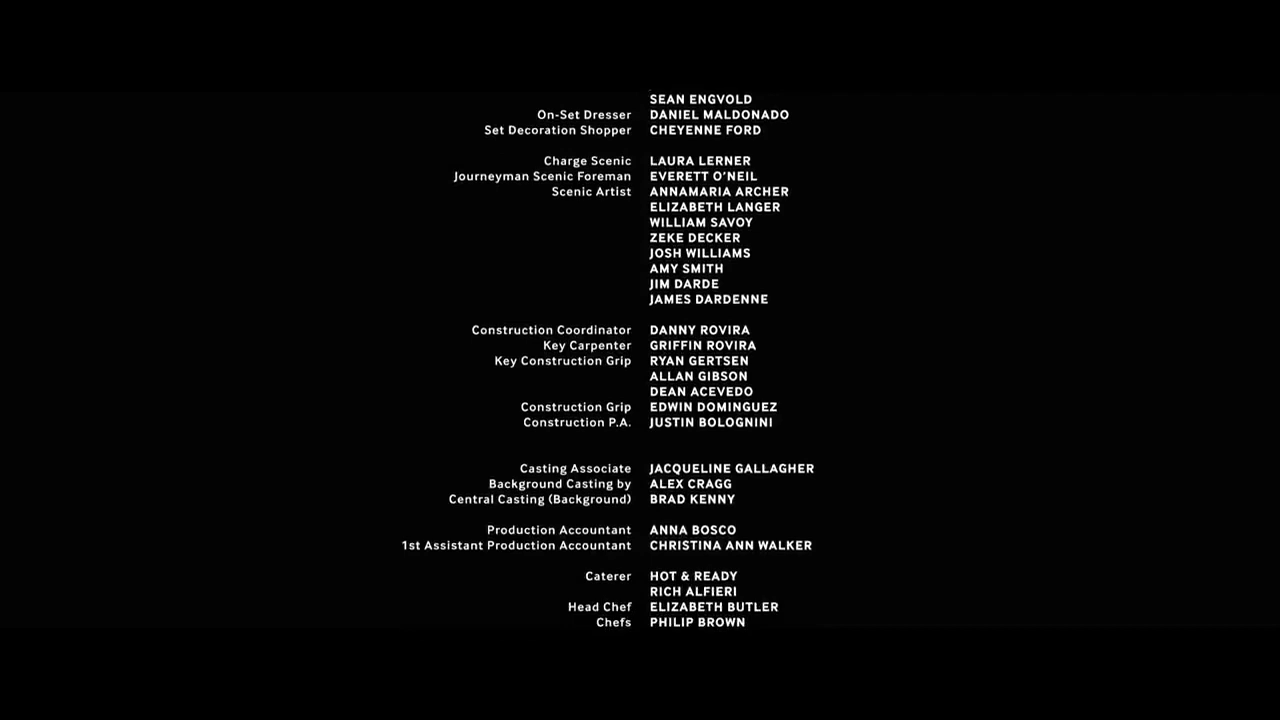 SEAN ENGVOLD
On-Set Dresser DANIEL MALDONADO
Set Decoration Shopper CHEYENNE FORD
Charge Scenic LAURA LERNER
Journeyman Scenic Foreman EVERETT O'NEIL
Scenic Artist ANNAMARIA ARCHER
ELIZABETH LANGER
WILLIAM SAVOY
ZEKE DECKER
JOSH WILLIAMS
AMY SMITH
JIM DARDE
JAMES DARDENNE
Construction Coordinator DANNY ROVIRA
Key Carpenter GRIFFIN ROVIRA
Key Construction Grip RYAN GERTSEN
ALLAN GIBSON
DEAN ACEVEDO
Construction Grip EDWIN DOMINGUEZ
Construction P.A. JUSTIN BOLOGNINI
Casting Associate JACQUELINE GALLAGHER
Background Casting by ALEX CRAGG
Central Casting (Background) BRAD KENNY
Production Accountant ANNA BOSCO
1st Assistant Production Accountant CHRISTINA ANN WALKER
Caterer HOT & READY
RICH ALFIERI
Head Chef ELIZABETH BUTLER
Chefs PHILIP BROWN